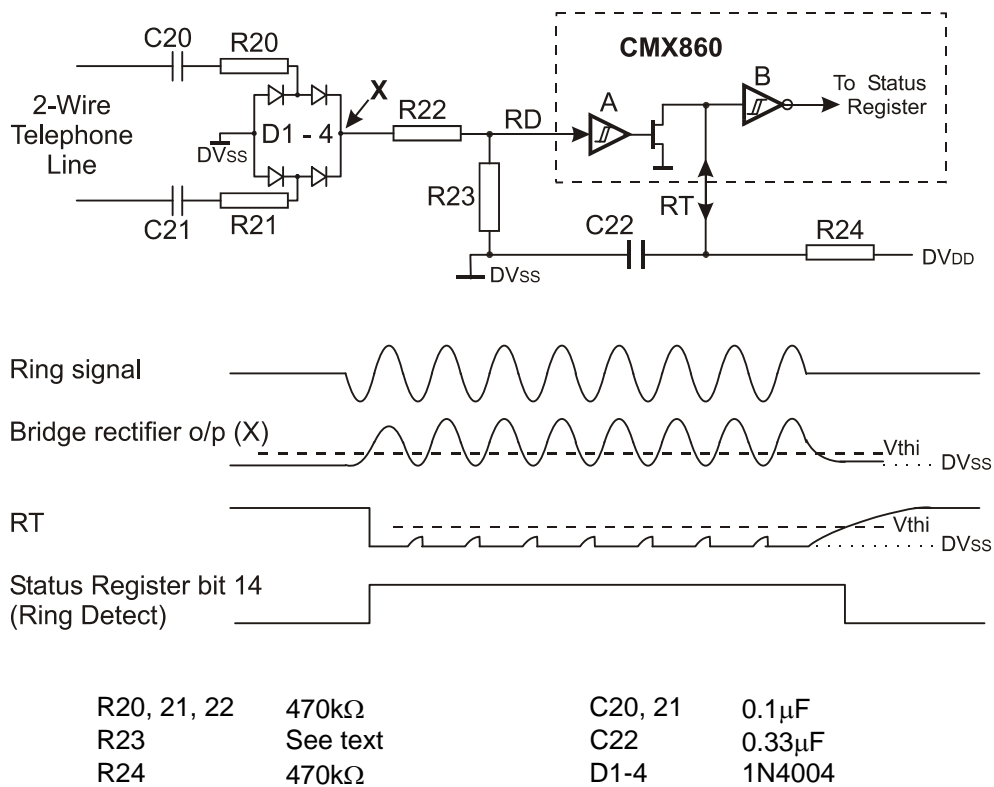 C20
R20
CMX860
A
B
To Status
Register
X
R22
RD
2-Wire
Telephone
Line
D1 - 4
DVSS
R23
RT
C21
R21
C22
R24
DVDD
DVSS
Ring signal
Bridge rectifier o/p (X)
Vthi
DVSS
RT
Vthi
DVSS
Status Register bit 14
(Ring Detect)
R20, 21, 22 470kΩ C20, 21 0.1μF
R23 See text C22 0.33μF
R24 470kΩ D1-4 1N4004